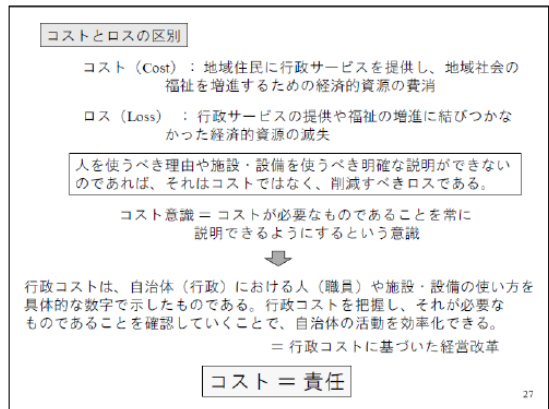 コストとロスの区別
コスト（Cost）：地域住民に行政サービスを提供し、地域社会の
福祉を増進するための経済的資源の費消
ロス（Loss）：行政サービスの提供や福祉の増進に結びつかな
かった経済的資源の滅失
人を使うべき理由や施設・設備を使うべき明確な説明ができない
のであれば、それはコストではなく、削減すべきロスである。
コスト意識＝コストが必要なものであることを常に
説明できるようにするという意識
行政コストは、自治体（行政）における人（職員）や施設・設備の使い方を
具体的な数字で示したものである。行政コストを把握し、それが必要な
ものであることを確認していくことで、自治体の活動を効率化できる。
＝行政コストに基づいた経営改革
コスト＝責任
27